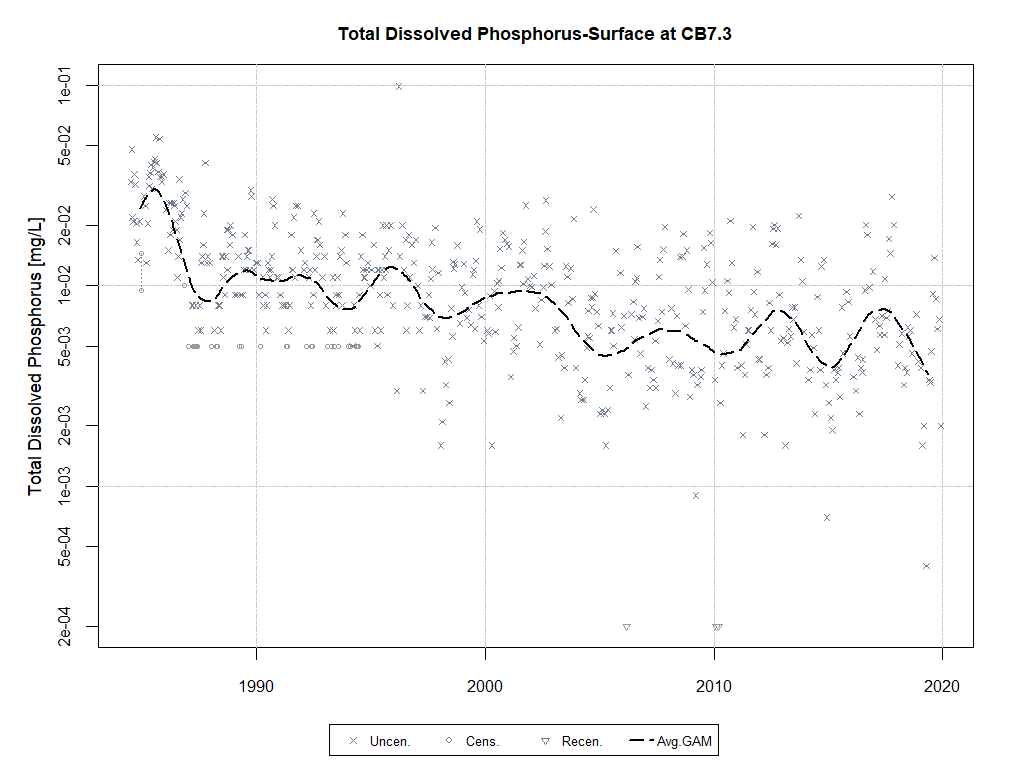 Total Dissolved Phosphorus-Surface at CB7.3
Total Dissolved Phosphorus [mg/L]
1e-01
5e-02
2e-02
1e-02
5e-03
2e-03
1e-03
5e-04
2e-04
1990 2000 2010 2020
Uncen. Cens. Recen. Avg.GAM